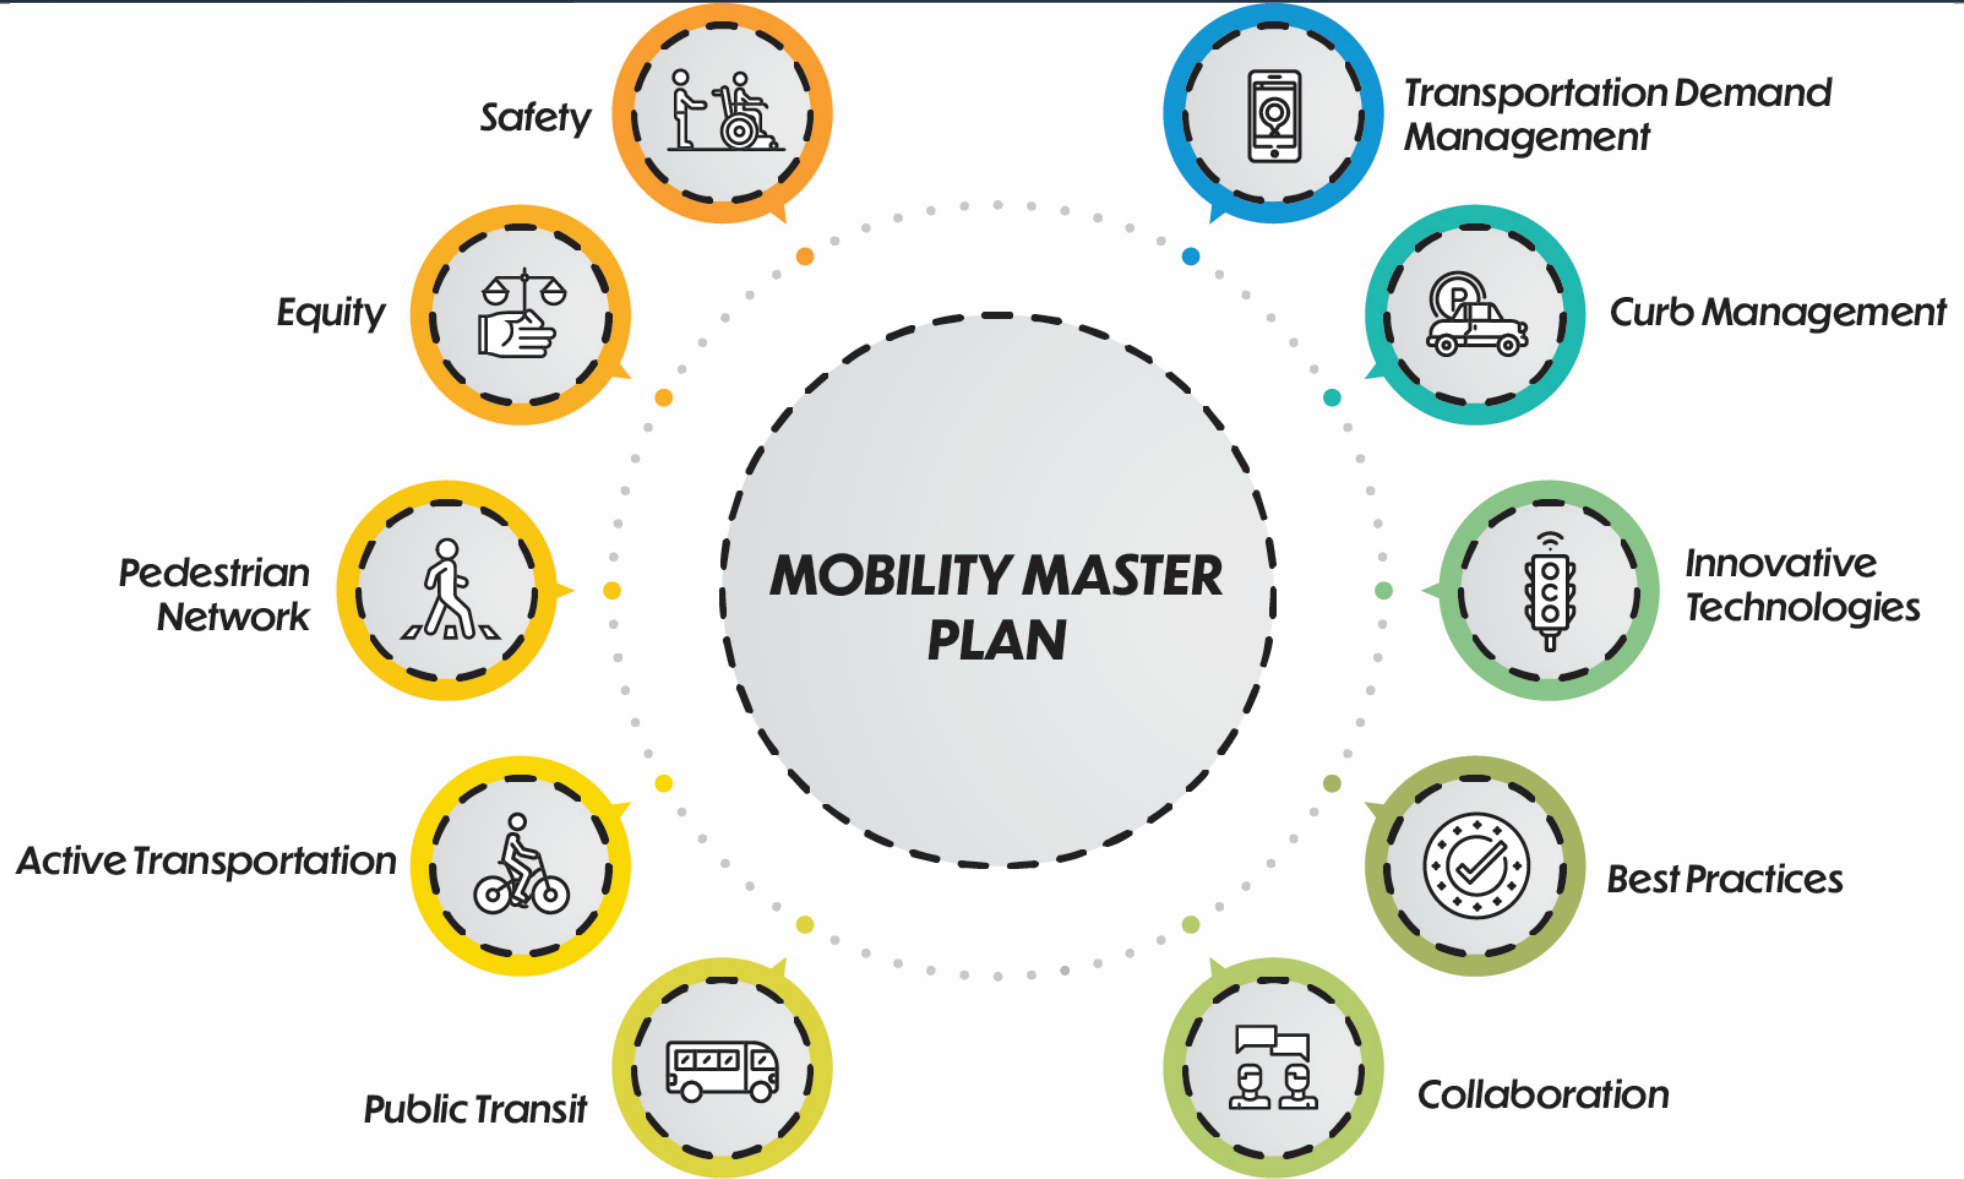 Safety
Transportation Demand
Management
Equity
Curb Management
P
Pedestrian
Network
MOBILITY MASTER
PLAN
Innovative
Technologies
Active Transportation
Best Practices
Public Transit
Collaboration